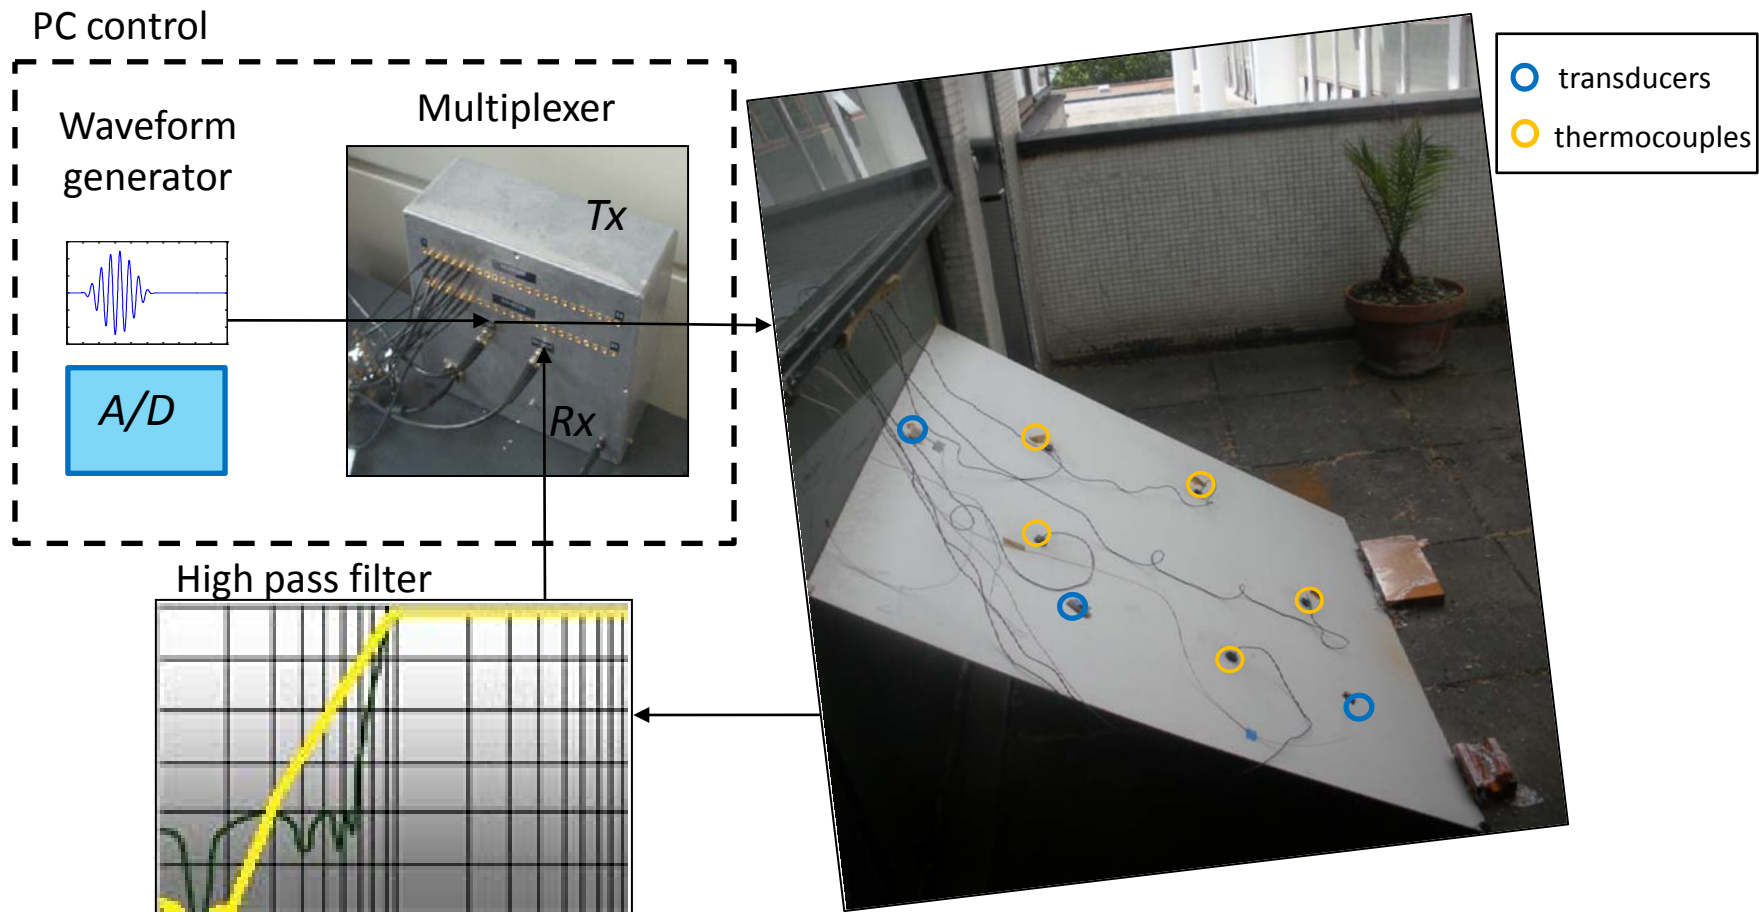 PC control
Waveform
generator
Multiplexer
Tx
A/D
Rx
High pass filter
transducers
thermocouples